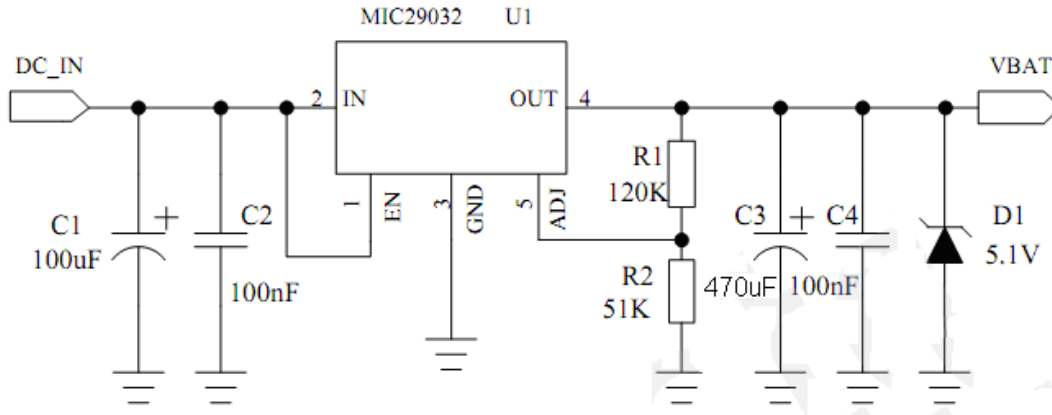 MIC29032 U1
DC_IN
VBAT
2 IN
OUT 4
1
EN
3
GND
5
ADJ
R1
120K
C1
100uF
+
C2
100nF
R2
51K
C3
470uF
+
C4
100nF
D1
5.1V